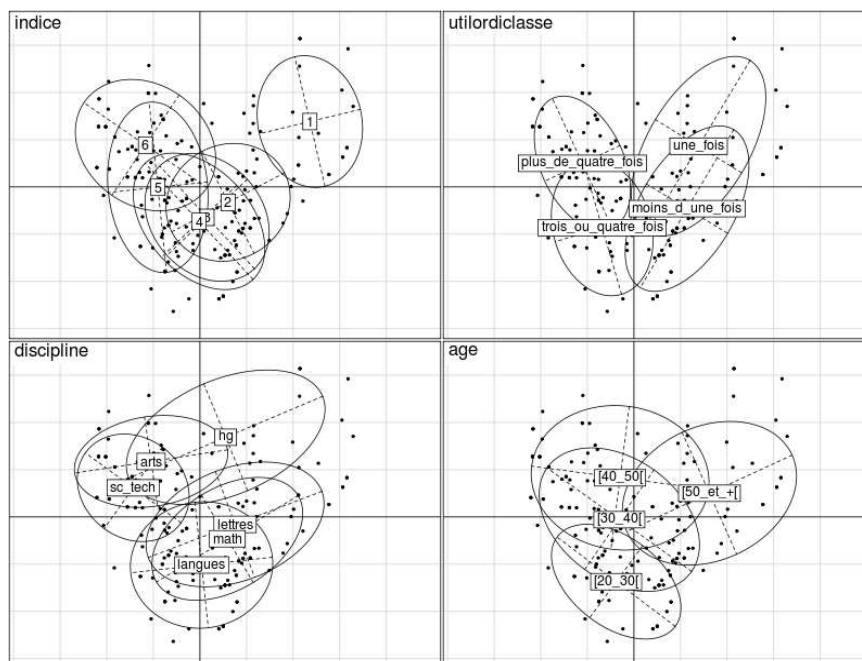 indice
1
6
5
2
3
4
utilordiclasse
une_fois
plus_de_quatre_fois
moins_d_une_fois
trois_ou_quatre_fois
discipline
hg
arts
sc_tech
lettres
math
langues
age
[40_50[
[50_et_+[
[30_40[
[20_30[